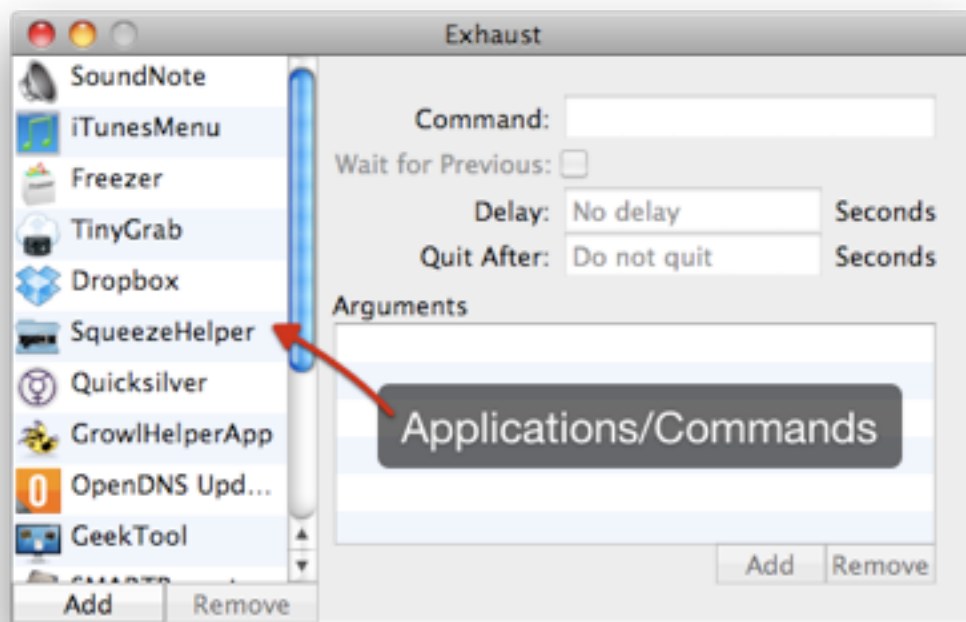 Exhaust
SoundNote
iTunesMenu
Freezer
TinyGrab
Dropbox
SqueezeHelper
Quicksilver
GrowlHelperApp
OpenDNS Upd...
GeekTool
Add Remove
Command:
Wait for Previous:
Delay: No delay Seconds
Quit After: Do not quit Seconds
Arguments
Applications/Commands
Add Remove